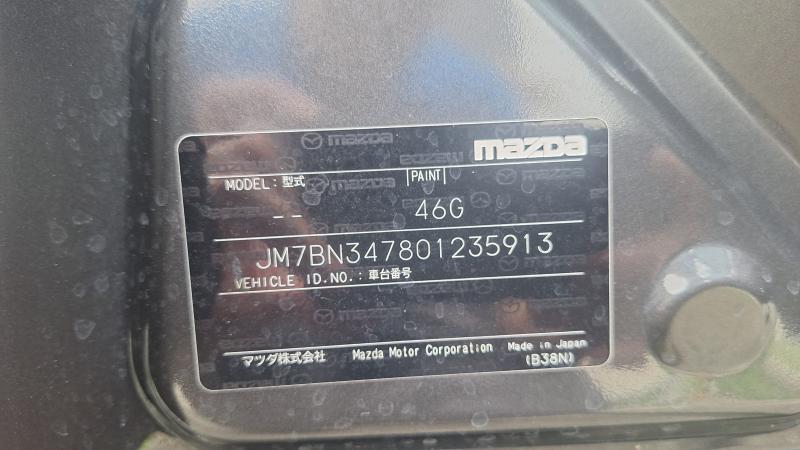 mazda
MODEL：型式 PAINT
-- 46G
JM7BN347801235913
VEHICLE ID.NO.：車台番号
マツダ株式会社 Mazda Motor Corporation Made in Japan
(B38N)